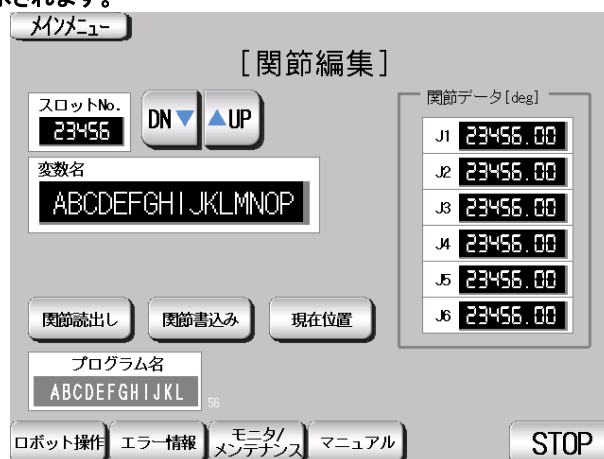 示されます。
メインメニュー
[関節編集]
スロットNo.
23456
DN▼
▲UP
変数名
ABCDEFGHIJKLMNOP
関節データ[deg]
J1 23456.00
J2 23456.00
J3 23456.00
J4 23456.00
J5 23456.00
J6 23456.00
関節読出し
関節書込み
現在位置
プログラム名
ABCDEFGHIJKL
56
ロボット操作
エラー情報
モニタ/
メンテナンス
マニュアル
STOP